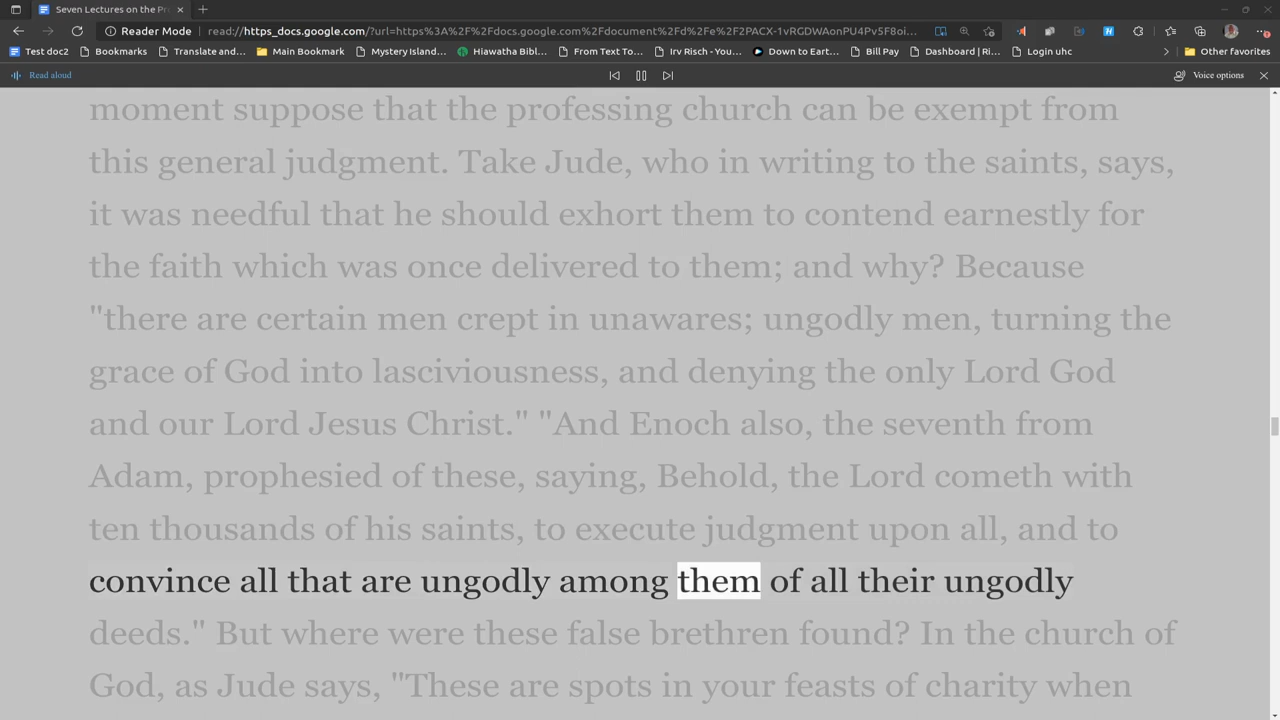 Seven Lectures on the Pr
Reader Mode
read://https_docs.google.com/?url=https%3A%2F%2Fdocs.google.com%2Fdocument%2Fd%2Fe%2F2PACX-1vRGDWAonPU4Pv5F8oi...
Test doc2 Bookmarks Translate and... Main Bookmark Mystery Island... Hiawatha Bibl... From Text To... Irv Risch - You... Down to Eart... Bill Pay Dashboard | Ri... Login uhc Other favorites
Read aloud Voice options
moment suppose that the professing church can be exempt from
this general judgment. Take Jude, who in writing to the saints, says,
it was needful that he should exhort them to contend earnestly for
the faith which was once delivered to them; and why? Because
"there are certain men crept in unawares; ungodly men, turning the
grace of God into lasciviousness, and denying the only Lord God
and our Lord Jesus Christ." "And Enoch also, the seventh from
Adam, prophesied of these, saying, Behold, the Lord cometh with
ten thousands of his saints, to execute judgment upon all, and to
convince all that are ungodly among them of all their ungodly
deeds." But where were these false brethren found? In the church of
God, as Jude says, "These are spots in your feasts of charity when